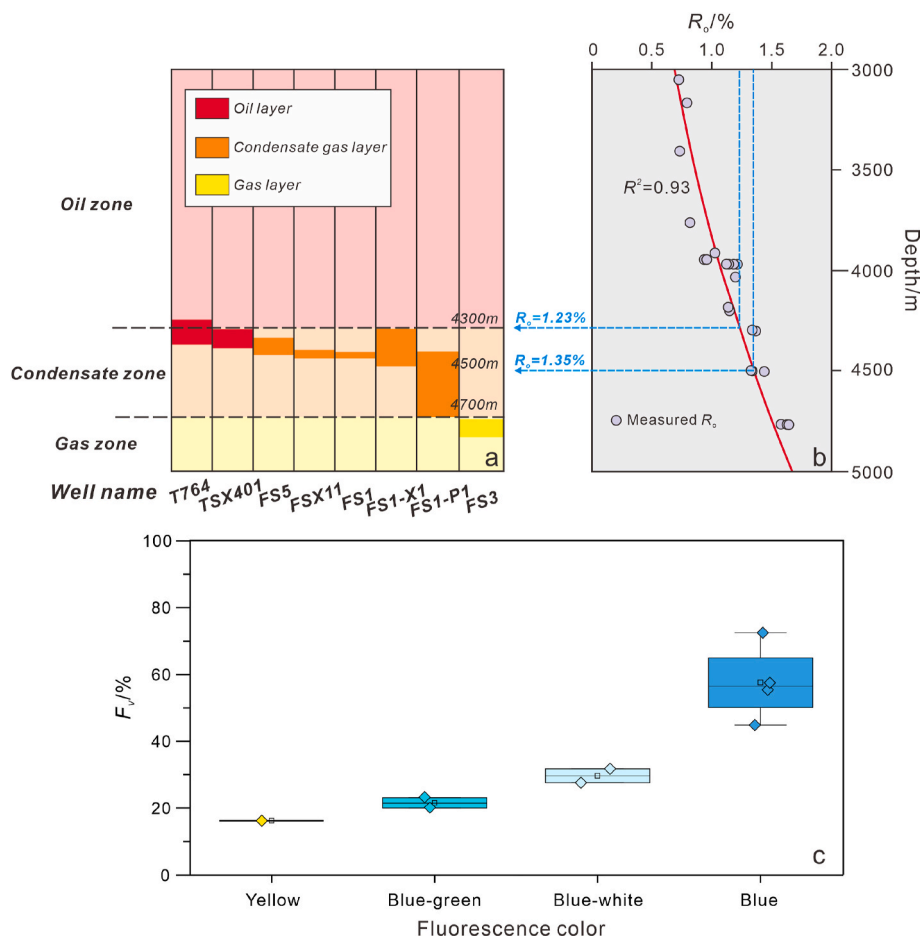 Rₒ/%
0 0.5 1.0 1.5 2.0
Oil layer
Condensate gas layer
Gas layer
Oil zone
Condensate zone
Gas zone
4300m
4500m
4700m
a
Well name
T764 TSX401 FS5 FSX11 FS1 FS1-X1 FS1-P1 FS3
Rₒ=1.23%
Rₒ=1.35%
R²=0.93
Measured Rₒ
b
3000
3500
4000
4500
5000
Depth/m
100
80
60
40
20
0
Fᵥ/%
c
Yellow Blue-green Blue-white Blue
Fluorescence color